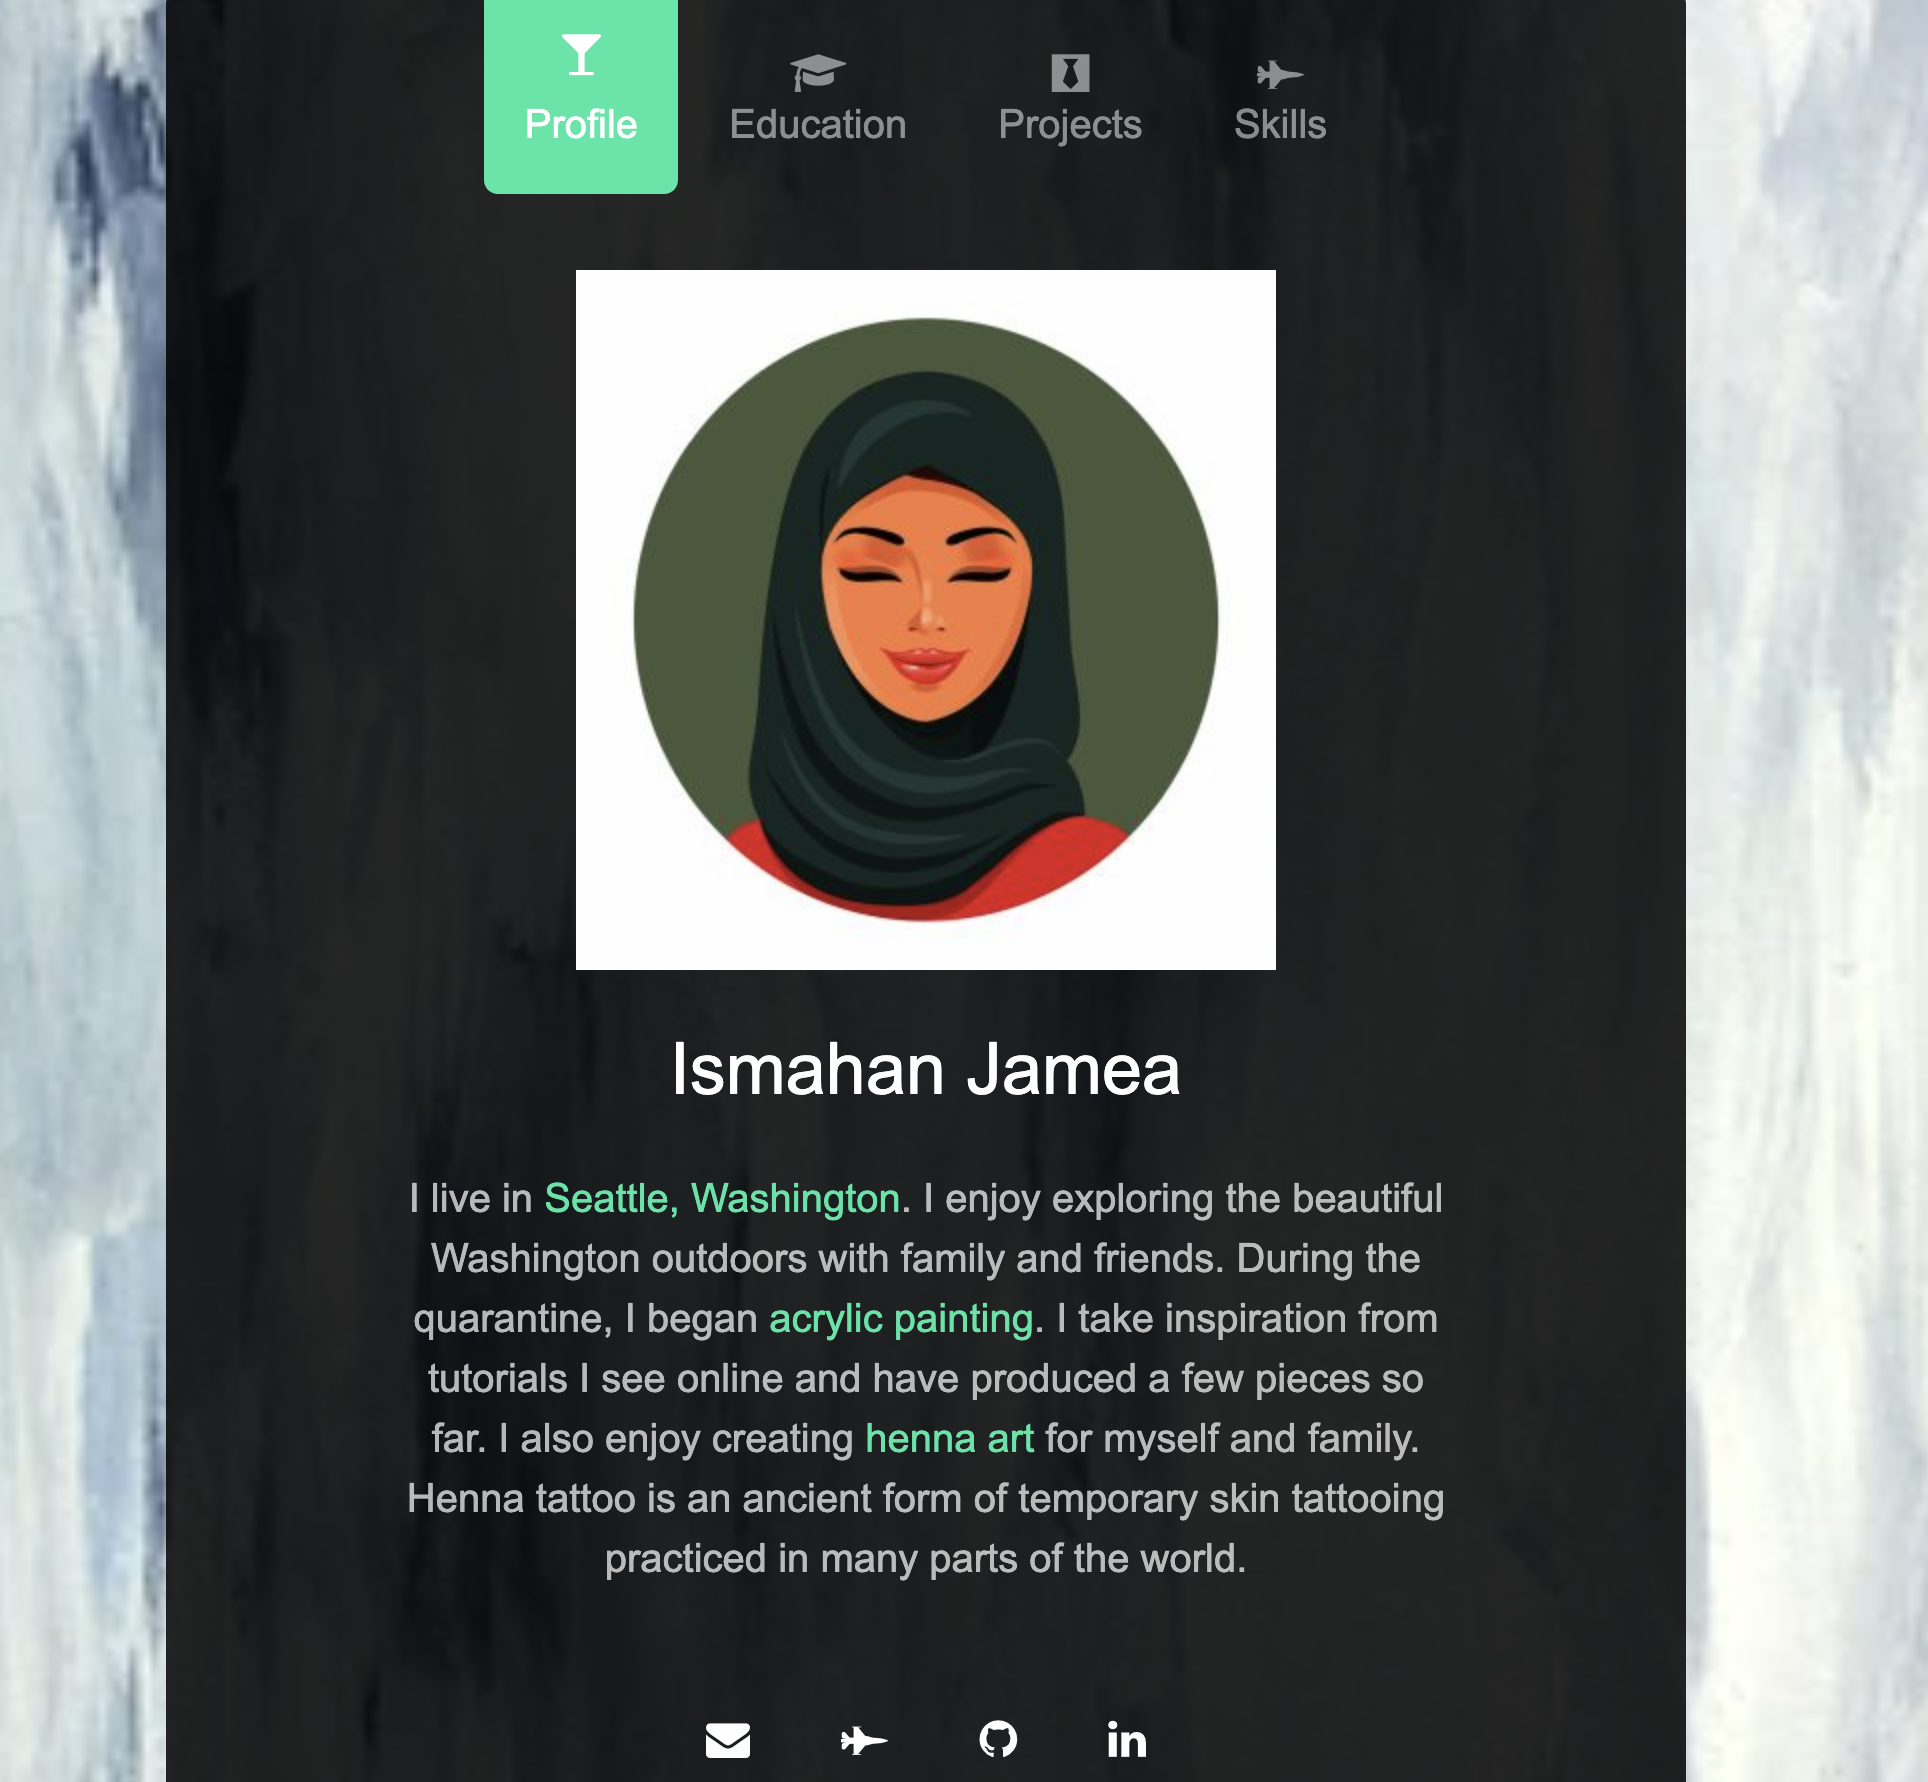 Profile
Education
Projects
Skills
Ismahan Jamea
I live in Seattle, Washington. I enjoy exploring the beautiful
Washington outdoors with family and friends. During the
quarantine, I began acrylic painting. I take inspiration from
tutorials I see online and have produced a few pieces so
far. I also enjoy creating henna art for myself and family.
Henna tattoo is an ancient form of temporary skin tattooing
practiced in many parts of the world.
in